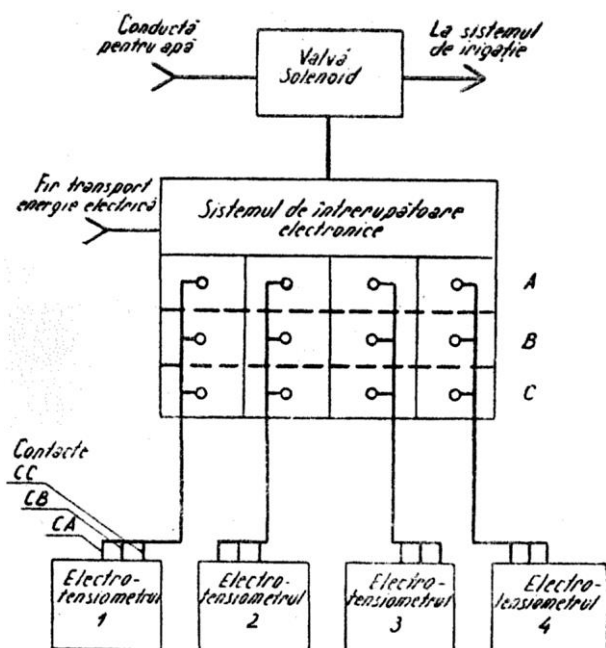 Conductă
pentru apă
Valvă
Solenoid
La sistemul
de irigație
Fir transport
energie electrică
Sistemul de întrerupătoare
electronice
A
B
C
Contacte
CC
CB
CA
Electro-
tensiometrul
1
Electro-
tensiometrul
2
Electro-
tensiometrul
3
Electro-
tensiometrul
4